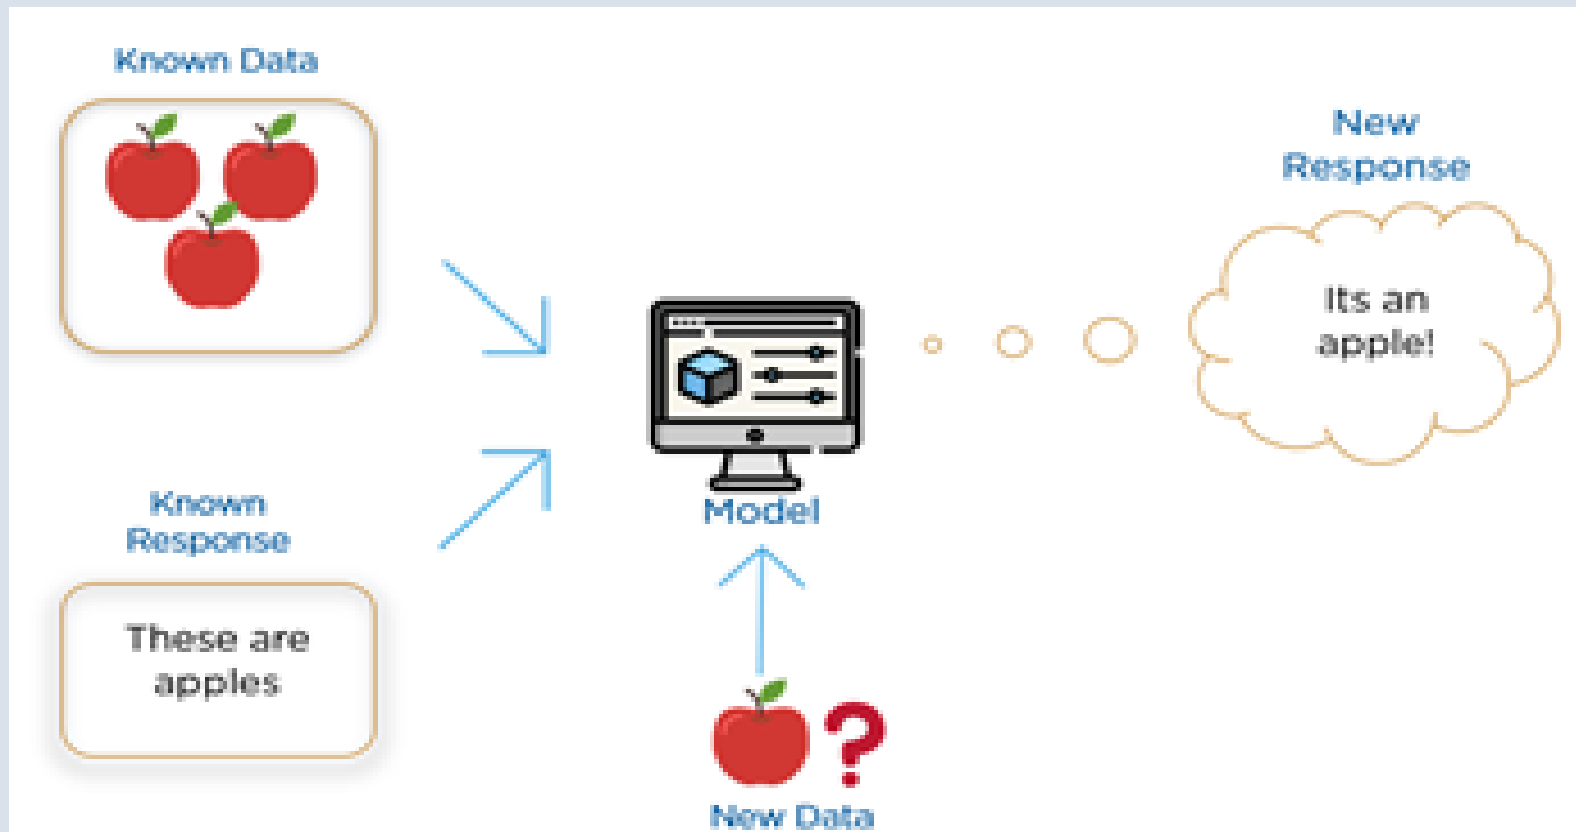 Known Data
New
Response
Its an
apple!
Known
Response
Model
These are
apples
New Data